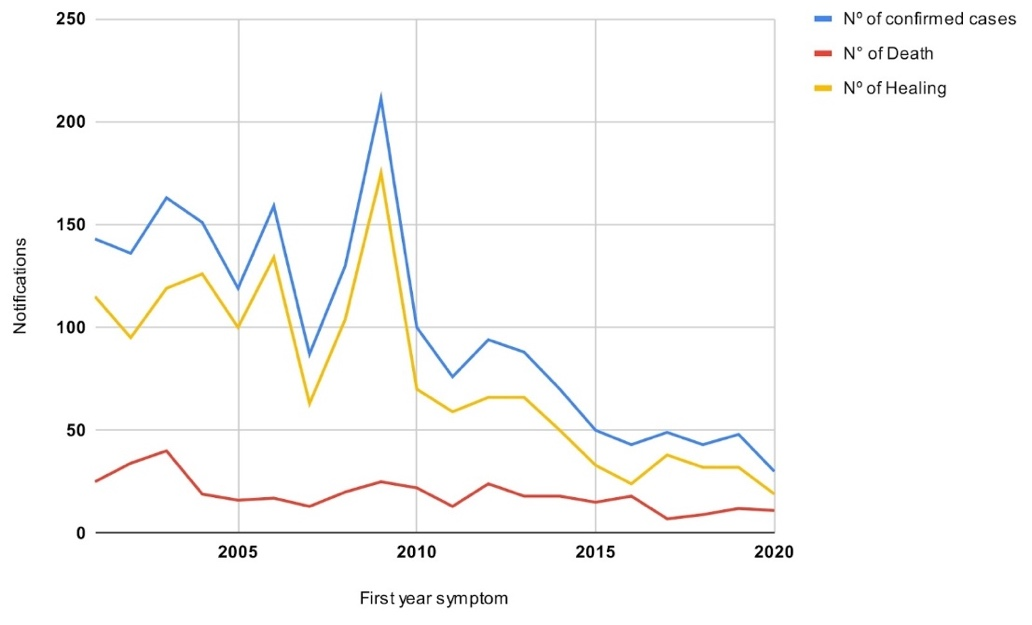 250
200
150
100
50
0
2005
2010
2015
2020
Notifications
First year symptom
Nº of confirmed cases
N° of Death
Nº of Healing